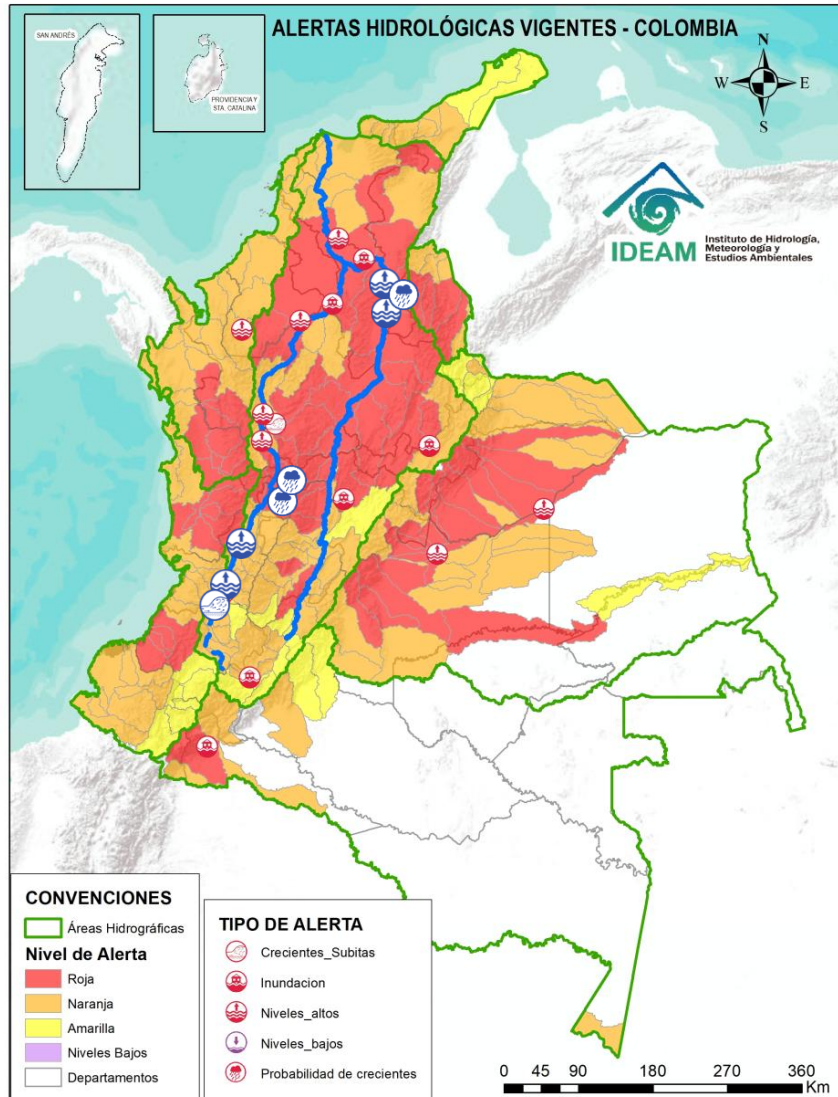 ALERTAS HIDROLÓGICAS VIGENTES - COLOMBIA
SAN ANDRÉS
PROVIDENCIA Y
STA. CATALINA
N
W
E
S
IDEAM
Instituto de Hidrología,
Meteorología y
Estudios Ambientales
CONVENCIONES
Áreas Hidrográficas
Nivel de Alerta
Roja
Naranja
Amarilla
Niveles Bajos
Departamentos
TIPO DE ALERTA
Crecientes_Subitas
Inundacion
Niveles_altos
Niveles_bajos
Probabilidad de crecientes
0 45 90 180 270 360
Km